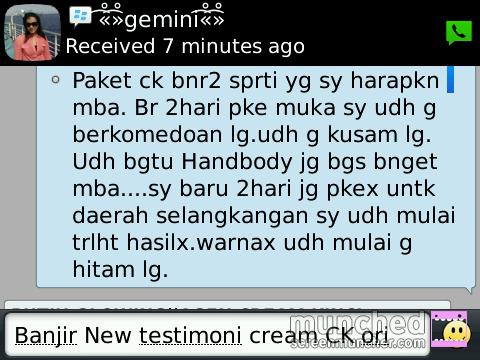 «»gemini«»
Received 7 minutes ago
Paket ck bnr2 sprti yg sy harapkn
mba. Br 2hari pke muka sy udh g
berkomedoan lg.udh g kusam lg.
Udh bgtu Handbody jg bgs bnget
mba....sy baru 2hari jg pkex untk
daerah selangkangan sy udh mulai
trlht hasilx.warnax udh mulai g
hitam lg.
munched
screenmuncher.com
Banjir New testimoni cream CK ori